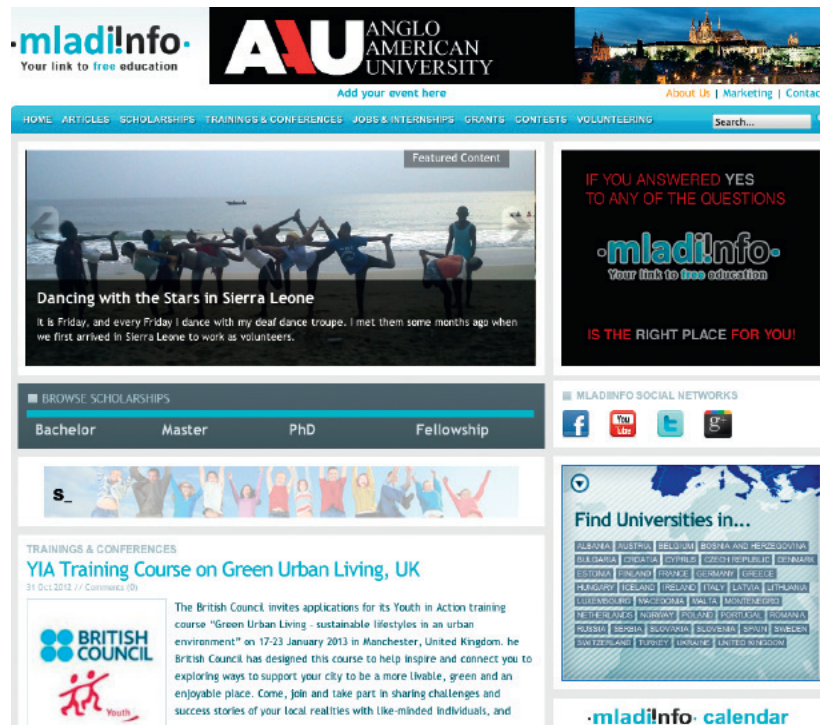 ·mladi!nfo·
Your link to free education
AAU ANGLO
AMERICAN
UNIVERSITY
Add your event here
About Us | Marketing | Contac
HOME ARTICLES SCHOLARSHIPS TRAININGS & CONFERENCES JOBS & INTERNSHIPS GRANTS CONTESTS VOLUNTEERING
Search...
Featured Content
Dancing with the Stars in Sierra Leone
It is Friday, and every Friday I dance with my deaf dance troupe. I met them some months ago when
we first arrived in Sierra Leone to work as volunteers.
IF YOU ANSWERED YES
TO ANY OF THE QUESTIONS
·mladi!nfo·
Your link to free education
IS THE RIGHT PLACE FOR YOU!
BROWSE SCHOLARSHIPS
Bachelor Master PhD Fellowship
MLADIINFO SOCIAL NETWORKS
f You Tube t g+
S_
Find Universities in...
ALBANIA AUSTRIA BELGIUM BOSNIA AND HERZEGOVINA
BULGARIA CROATIA CYPRUS CZECH REPUBLIC DENMARK
ESTONIA FINLAND FRANCE GERMANY GREECE
HUNGARY ICELAND IRELAND ITALY LATVIA LITHUANIA
LUXEMBOURG MACEDONIA MALTA MONTENEGRO
NETHERLANDS NORWAY POLAND PORTUGAL ROMANIA
RUSSIA SERBIA SLOVAKIA SLOVENIA SPAIN SWEDEN
SWITZERLAND TURKEY UKRAINE UNITED KINGDOM
TRAININGS & CONFERENCES
YIA Training Course on Green Urban Living, UK
31 Oct 2012 // Comments (0)
BRITISH
COUNCIL
Youth
The British Council invites applications for its Youth in Action training
course "Green Urban Living - sustainable lifestyles in an urban
environment" on 17-23 January 2013 in Manchester, United Kingdom. he
British Council has designed this course to help inspire and connect you to
exploring ways to support your city to be a more livable, green and an
enjoyable place. Come, join and take part in sharing challenges and
success stories of your local realities with like-minded individuals, and
·mladi!nfo· calendar